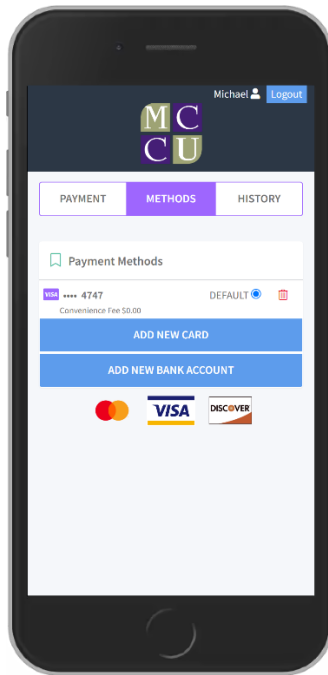 Michael Logout
M C
C U
PAYMENT METHODS HISTORY
Payment Methods
VISA •••• 4747 DEFAULT
Convenience Fee $0.00
ADD NEW CARD
ADD NEW BANK ACCOUNT
VISA DISCOVER